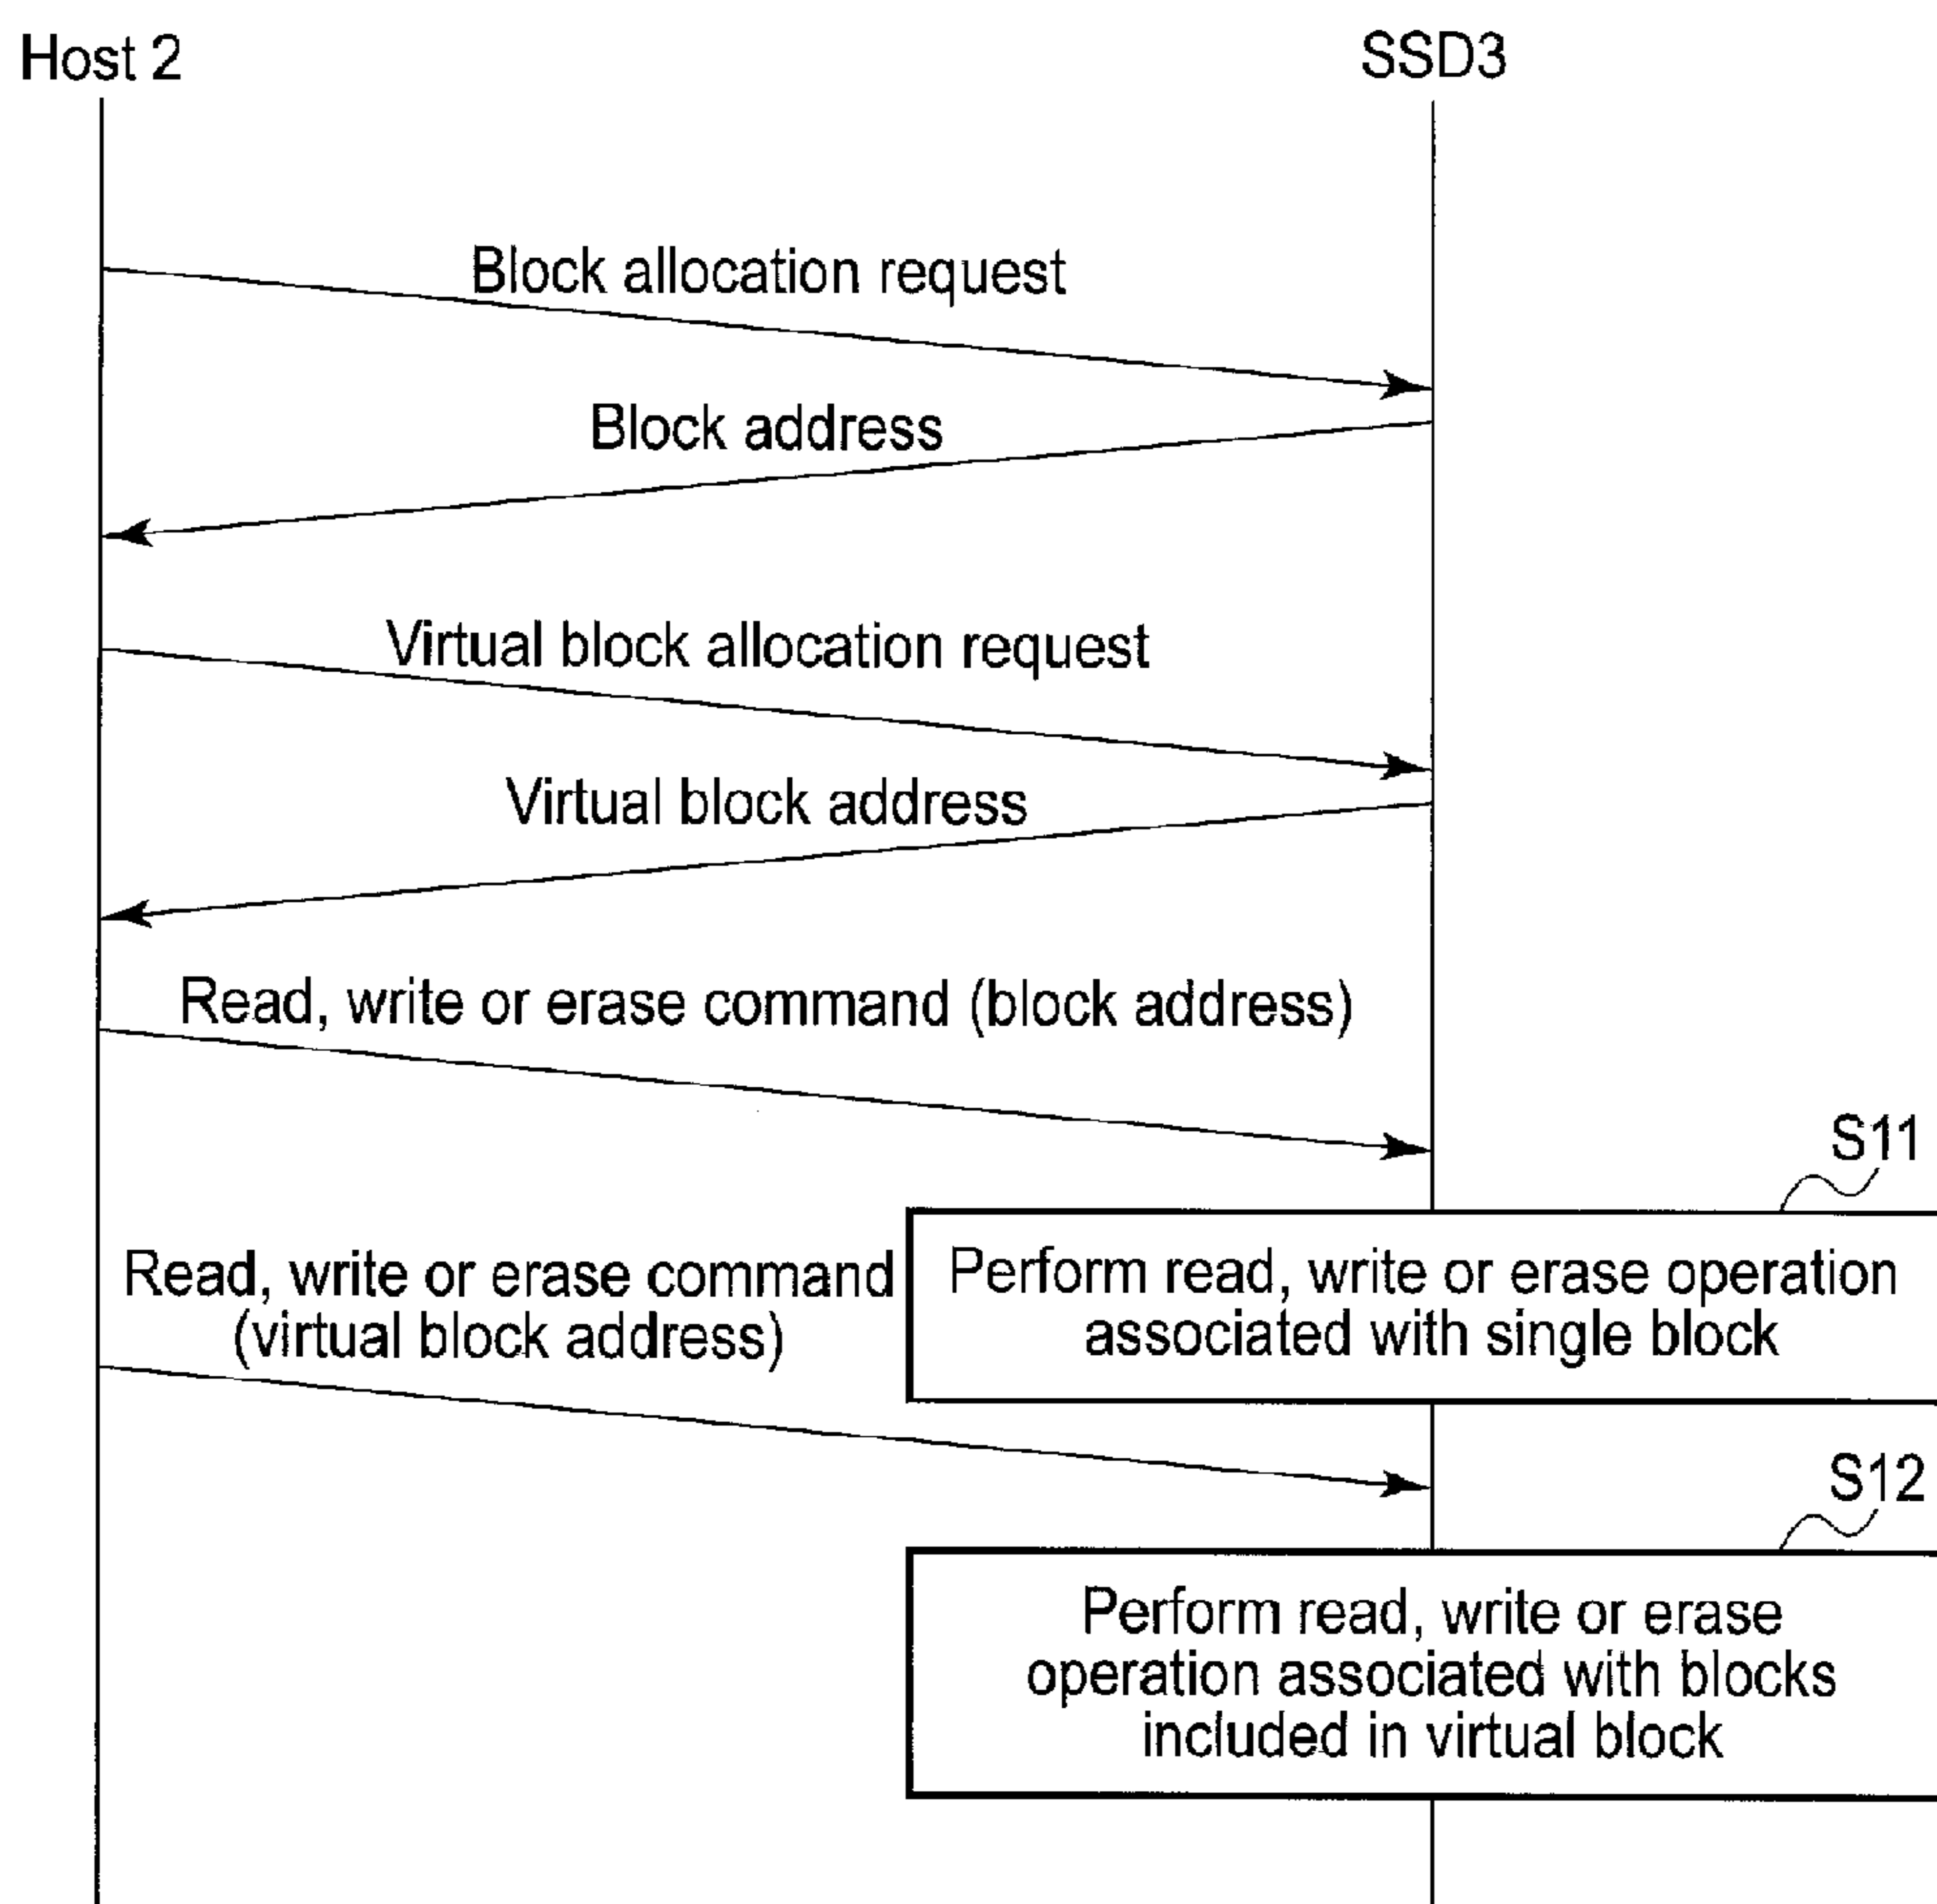 Host 2
SSD3
Block allocation request
Block address
Virtual block allocation request
Virtual block address
Read, write or erase command (block address)
S11
Read, write or erase command
(virtual block address)
Perform read, write or erase operation
associated with single block
S12
Perform read, write or erase
operation associated with blocks
included in virtual block